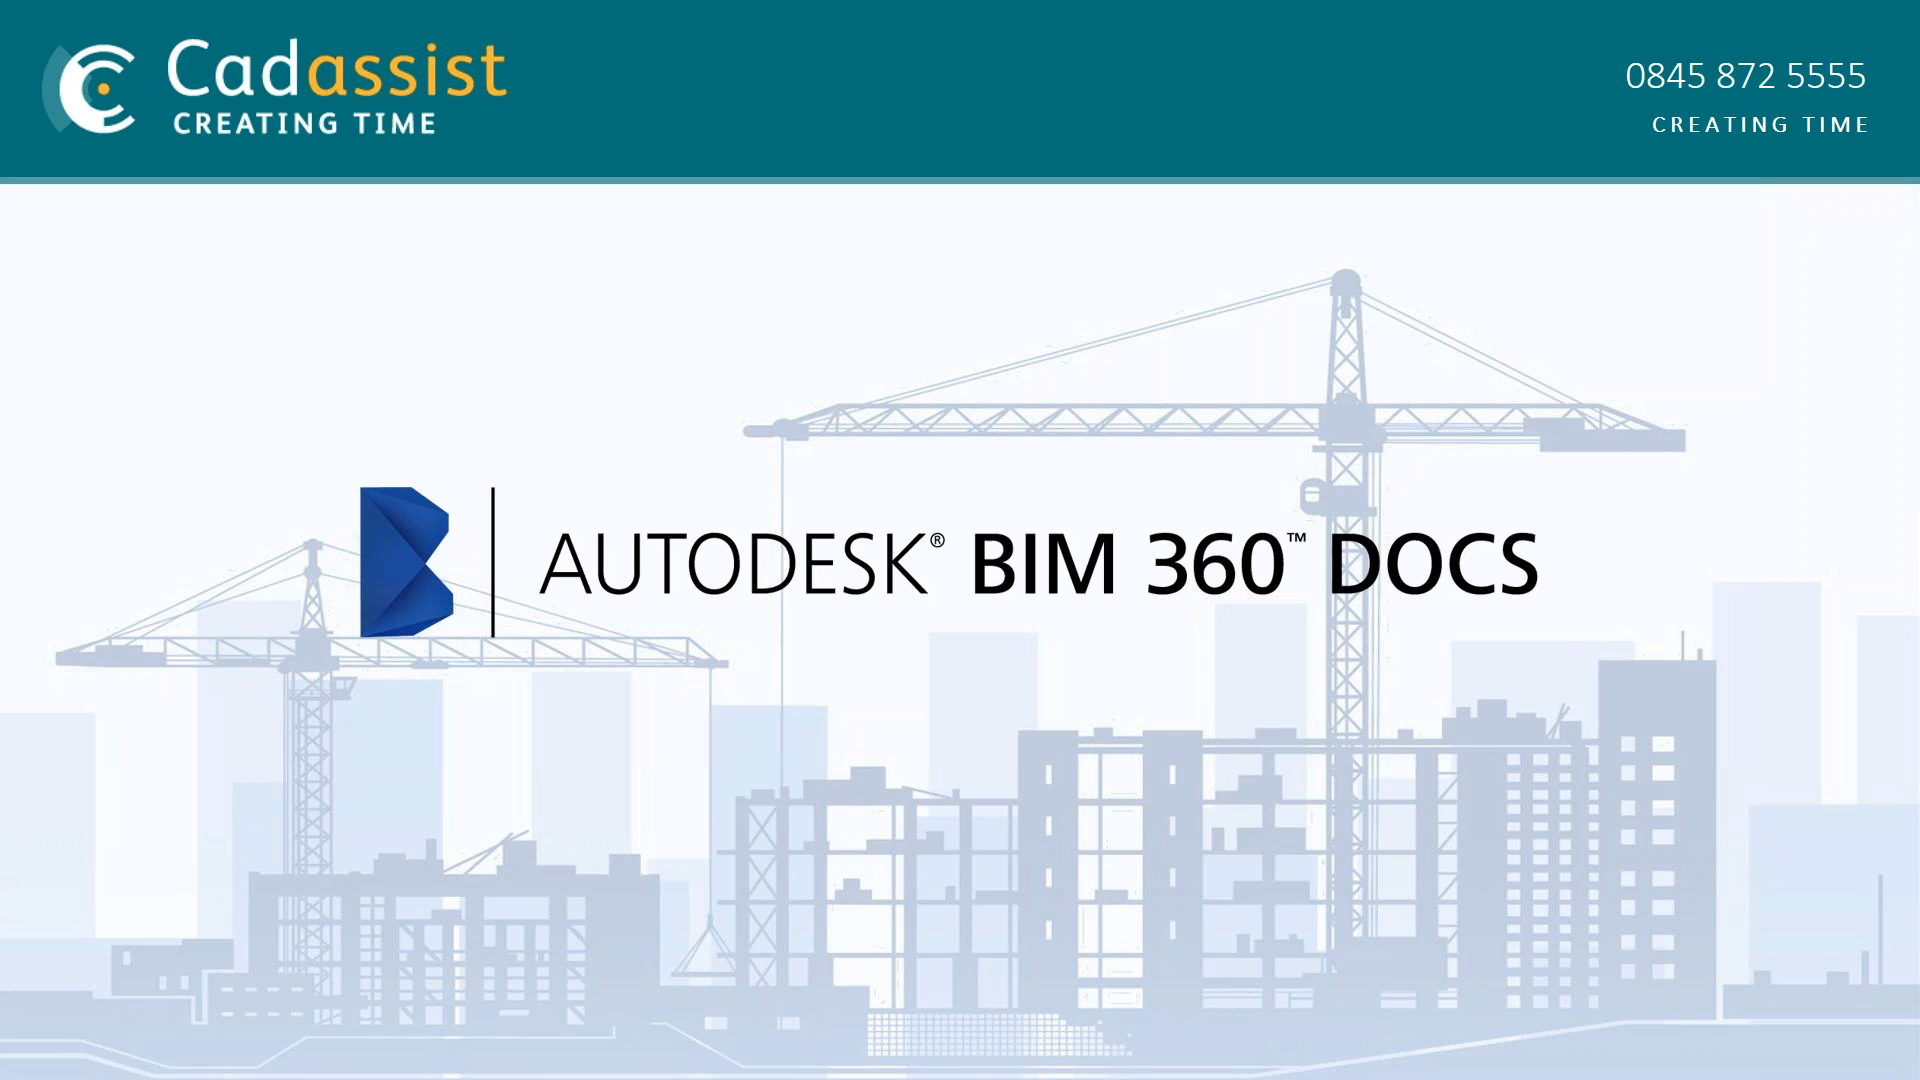 Cadassist
CREATING TIME
0845 872 5555
CREATING TIME
AUTODESK® BIM 360™ DOCS